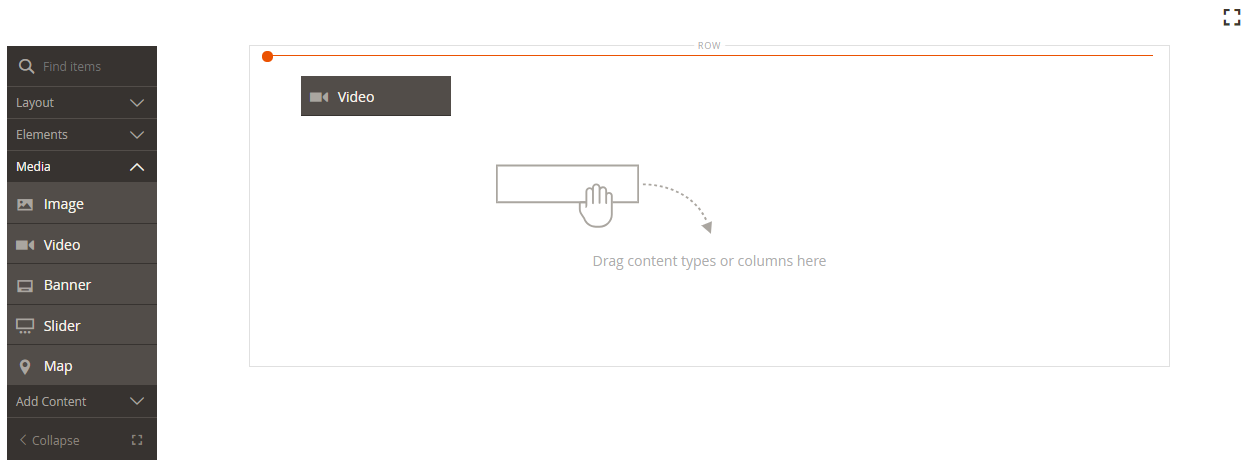 ROW
Find items
Layout
Elements
Media
Image
Video
Banner
Slider
Map
Add Content
Collapse
Video
Drag content types or columns here